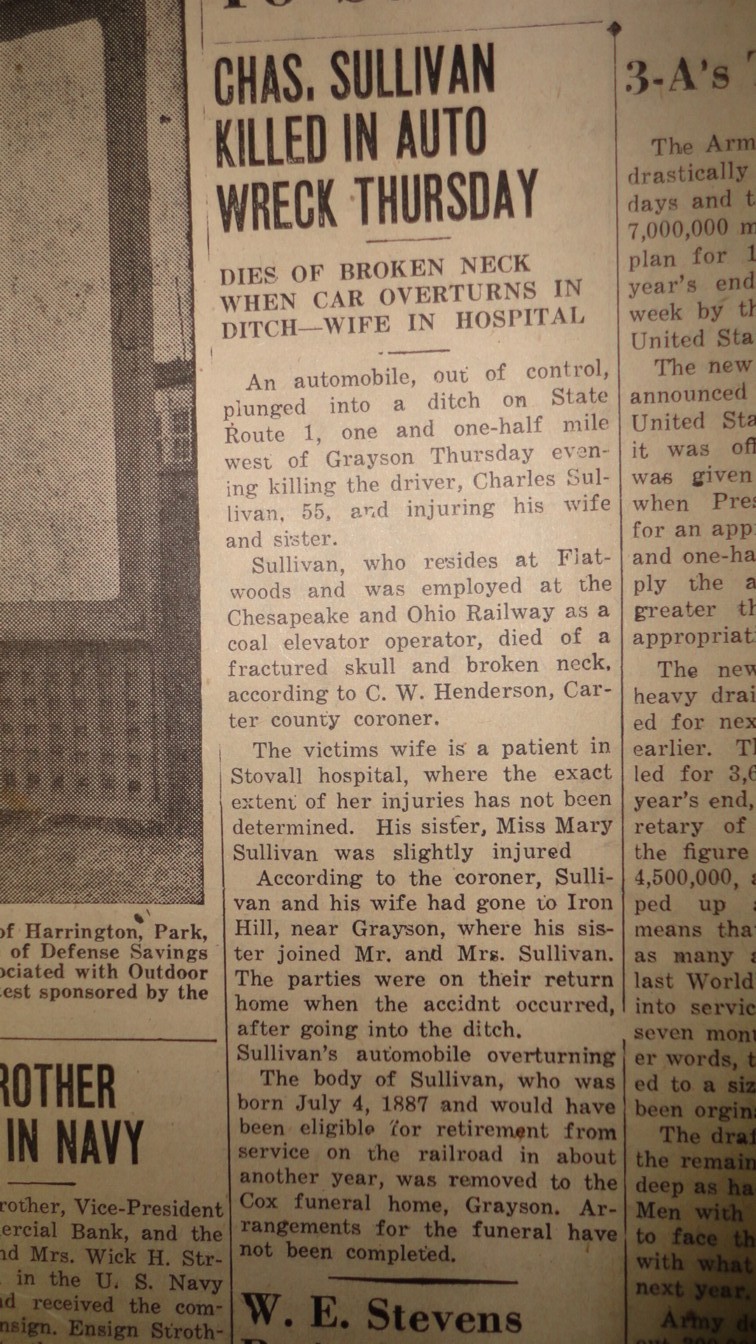 CHAS. SULLIVAN
KILLED IN AUTO
WRECK THURSDAY
DIES OF BROKEN NECK
WHEN CAR OVERTURNS IN
DITCH—WIFE IN HOSPITAL
An automobile, out of control,
plunged into a ditch on State
Route 1, one and one-half mile
west of Grayson Thursday even-
ing killing the driver, Charles Sul-
livan, 55, and injuring his wife
and sister.
Sullivan, who resides at Flat-
woods and was employed at the
Chesapeake and Ohio Railway as a
coal elevator operator, died of a
fractured skull and broken neck,
according to C. W. Henderson, Car-
ter county coroner.
The victims wife is a patient in
Stovall hospital, where the exact
extent of her injuries has not been
determined. His sister, Miss Mary
Sullivan was slightly injured
According to the coroner, Sulli-
van and his wife had gone to Iron
Hill, near Grayson, where his sis-
ter joined Mr. and Mrs. Sullivan.
The parties were on their return
home when the accidnt occurred,
after going into the ditch.
Sullivan's automobile overturning
The body of Sullivan, who was
born July 4, 1887 and would have
been eligible for retirement from
service on the railroad in about
another year, was removed to the
Cox funeral home, Grayson. Ar-
rangements for the funeral have
not been completed.
W. E. Stevens
of Harrington Park,
of Defense Savings
ociated with Outdoor
test sponsored by the
ROTHER
IN NAVY
rother, Vice-President
ercial Bank, and the
nd Mrs. Wick H. Str-
in the U. S. Navy
nd received the com-
nsign. Ensign Stroth-
3-A's
The Arm
drastically
days and t
7,000,000 m
plan for 1
year's end
week by th
United Sta
The new
announced
United Sta
it was off
was given
when Pres
for an app
and one-ha
ply the a
greater th
appropriat
The new
heavy drai
ed for nex
earlier. Th
led for 3,6
year's end,
retary of
the figure
4,500,000, a
ped up a
means tha
as many a
last World
into servic
seven mont
er words, t
ed to a siz
been orgin
The draf
the remain
deep as ha
Men with
to face th
with what
next year.
Army d